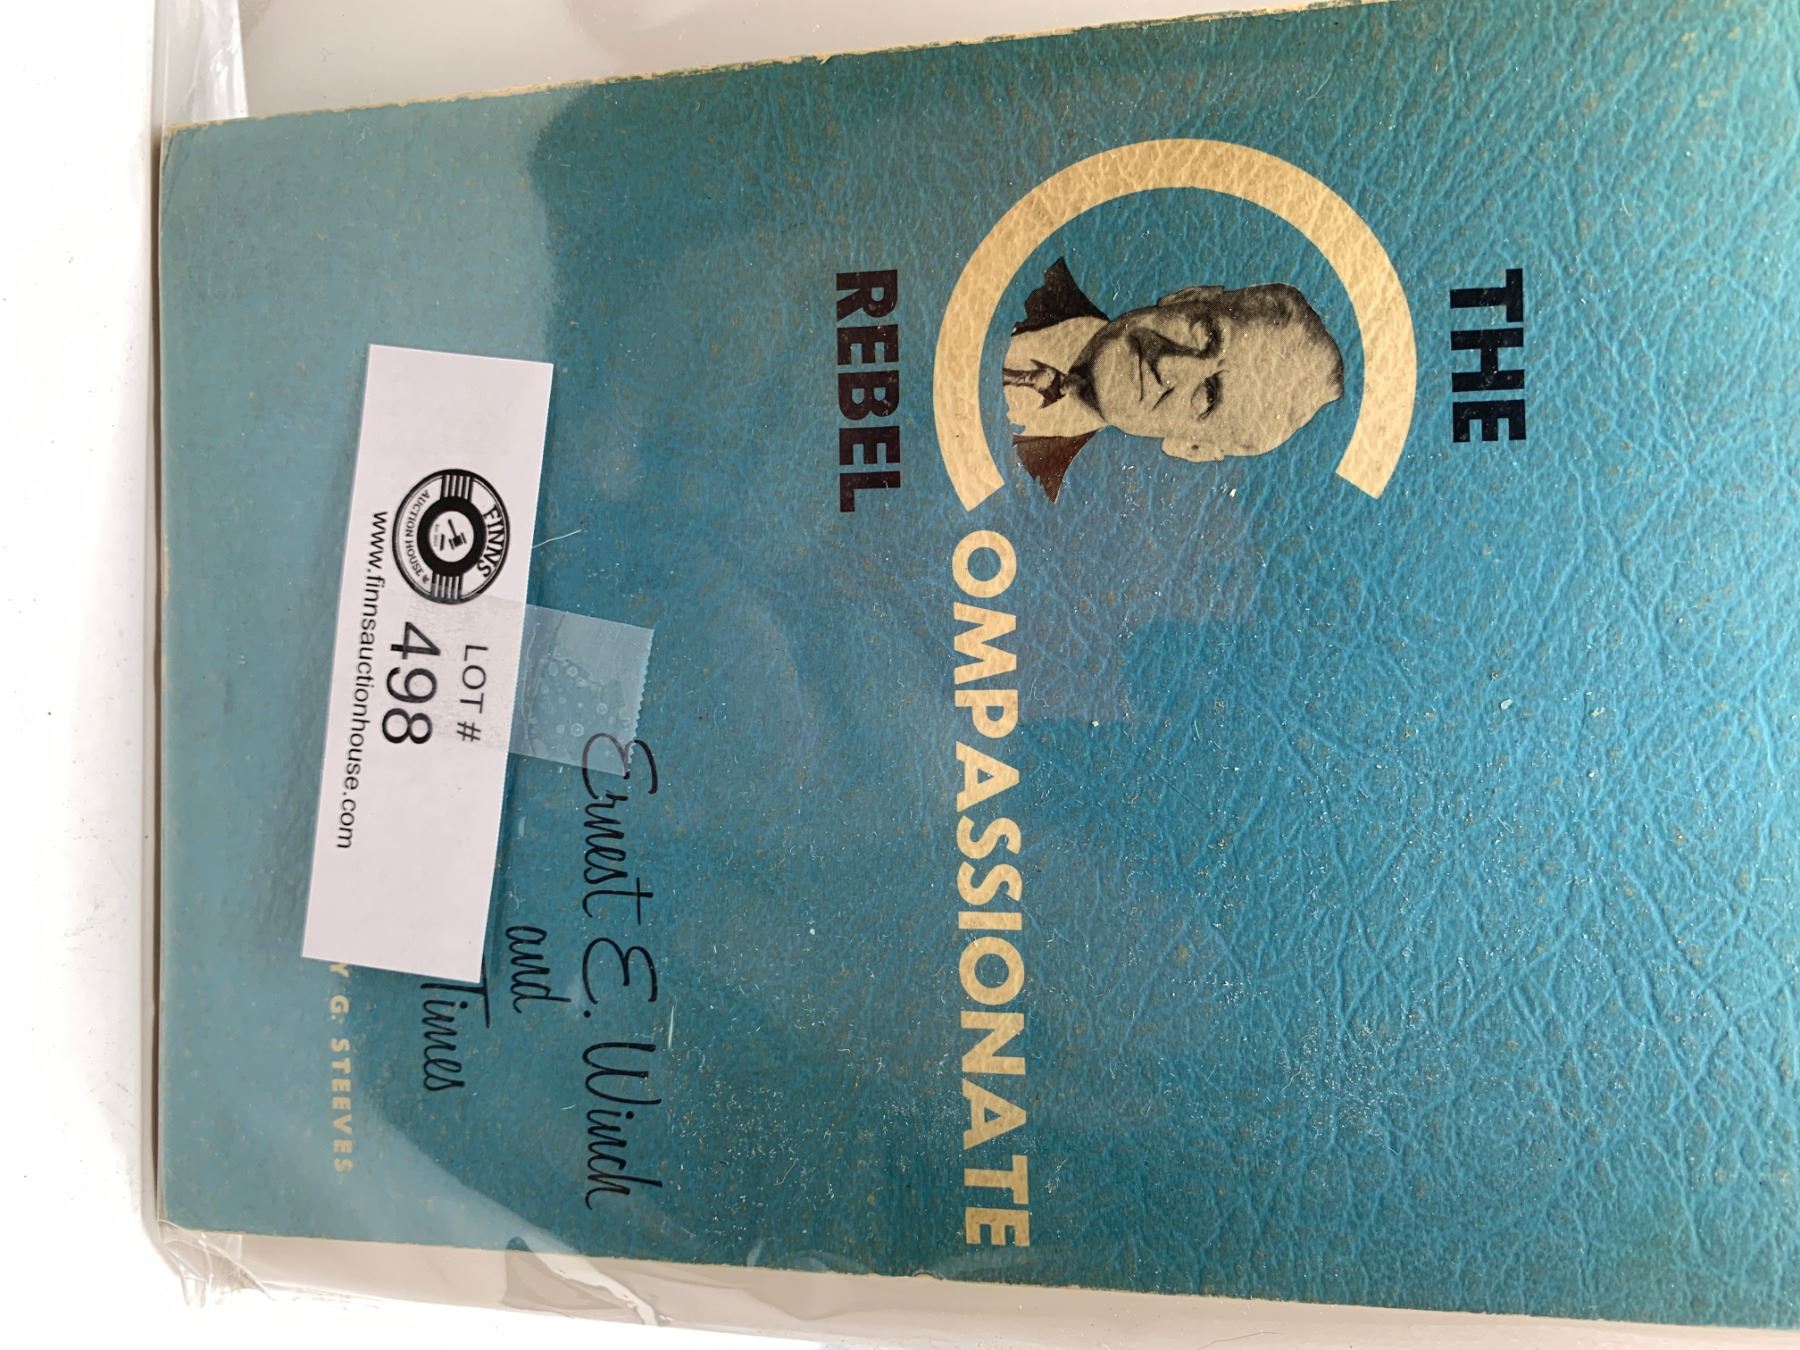 THE
COMPASSIONATE
REBEL
Ernest E. Winch
and
Times
Y G. STEEVES
FINNS
AUCTION HOUSE
LOT #
498
www.finnsauctionhouse.com